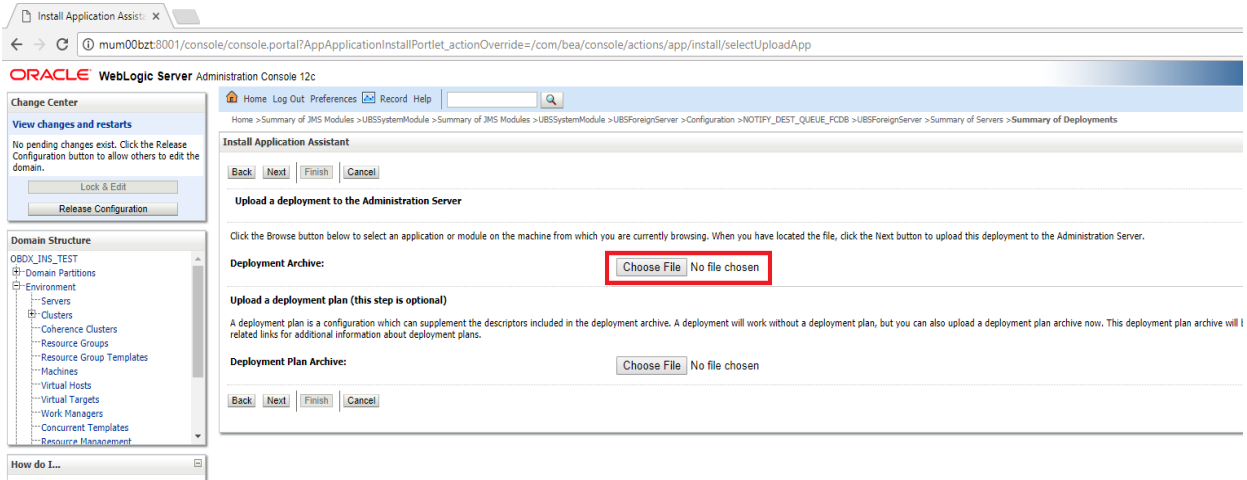 Install Application Assista
mum00bzt:8001/console/console.portal?AppApplicationInstallPortlet_actionOverride=/com/bea/console/actions/app/install/selectUploadApp
ORACLE WebLogic Server Administration Console 12c
Change Center
View changes and restarts
No pending changes exist. Click the Release
Configuration button to allow others to edit the
domain.
Lock & Edit
Release Configuration
Domain Structure
OBDX_INS_TEST
Domain Partitions
Environment
Servers
Clusters
Coherence Clusters
Resource Groups
Resource Group Templates
Machines
Virtual Hosts
Virtual Targets
Work Managers
Concurrent Templates
Resource Management
How do I...
Home Log Out Preferences Record Help
Home >Summary of JMS Modules >UBSSystemModule >Summary of JMS Modules >UBSSystemModule >UBSForeignServer >Configuration >NOTIFY_DEST_QUEUE_FCDB >UBSForeignServer >Summary of Servers >Summary of Deployments
Install Application Assistant
Back Next Finish Cancel
Upload a deployment to the Administration Server
Click the Browse button below to select an application or module on the machine from which you are currently browsing. When you have located the file, click the Next button to upload this deployment to the Administration Server.
Deployment Archive: Choose File No file chosen
Upload a deployment plan (this step is optional)
A deployment plan is a configuration which can supplement the descriptors included in the deployment archive. A deployment will work without a deployment plan, but you can also upload a deployment plan archive now. This deployment plan archive will
related links for additional information about deployment plans.
Deployment Plan Archive: Choose File No file chosen
Back Next Finish Cancel